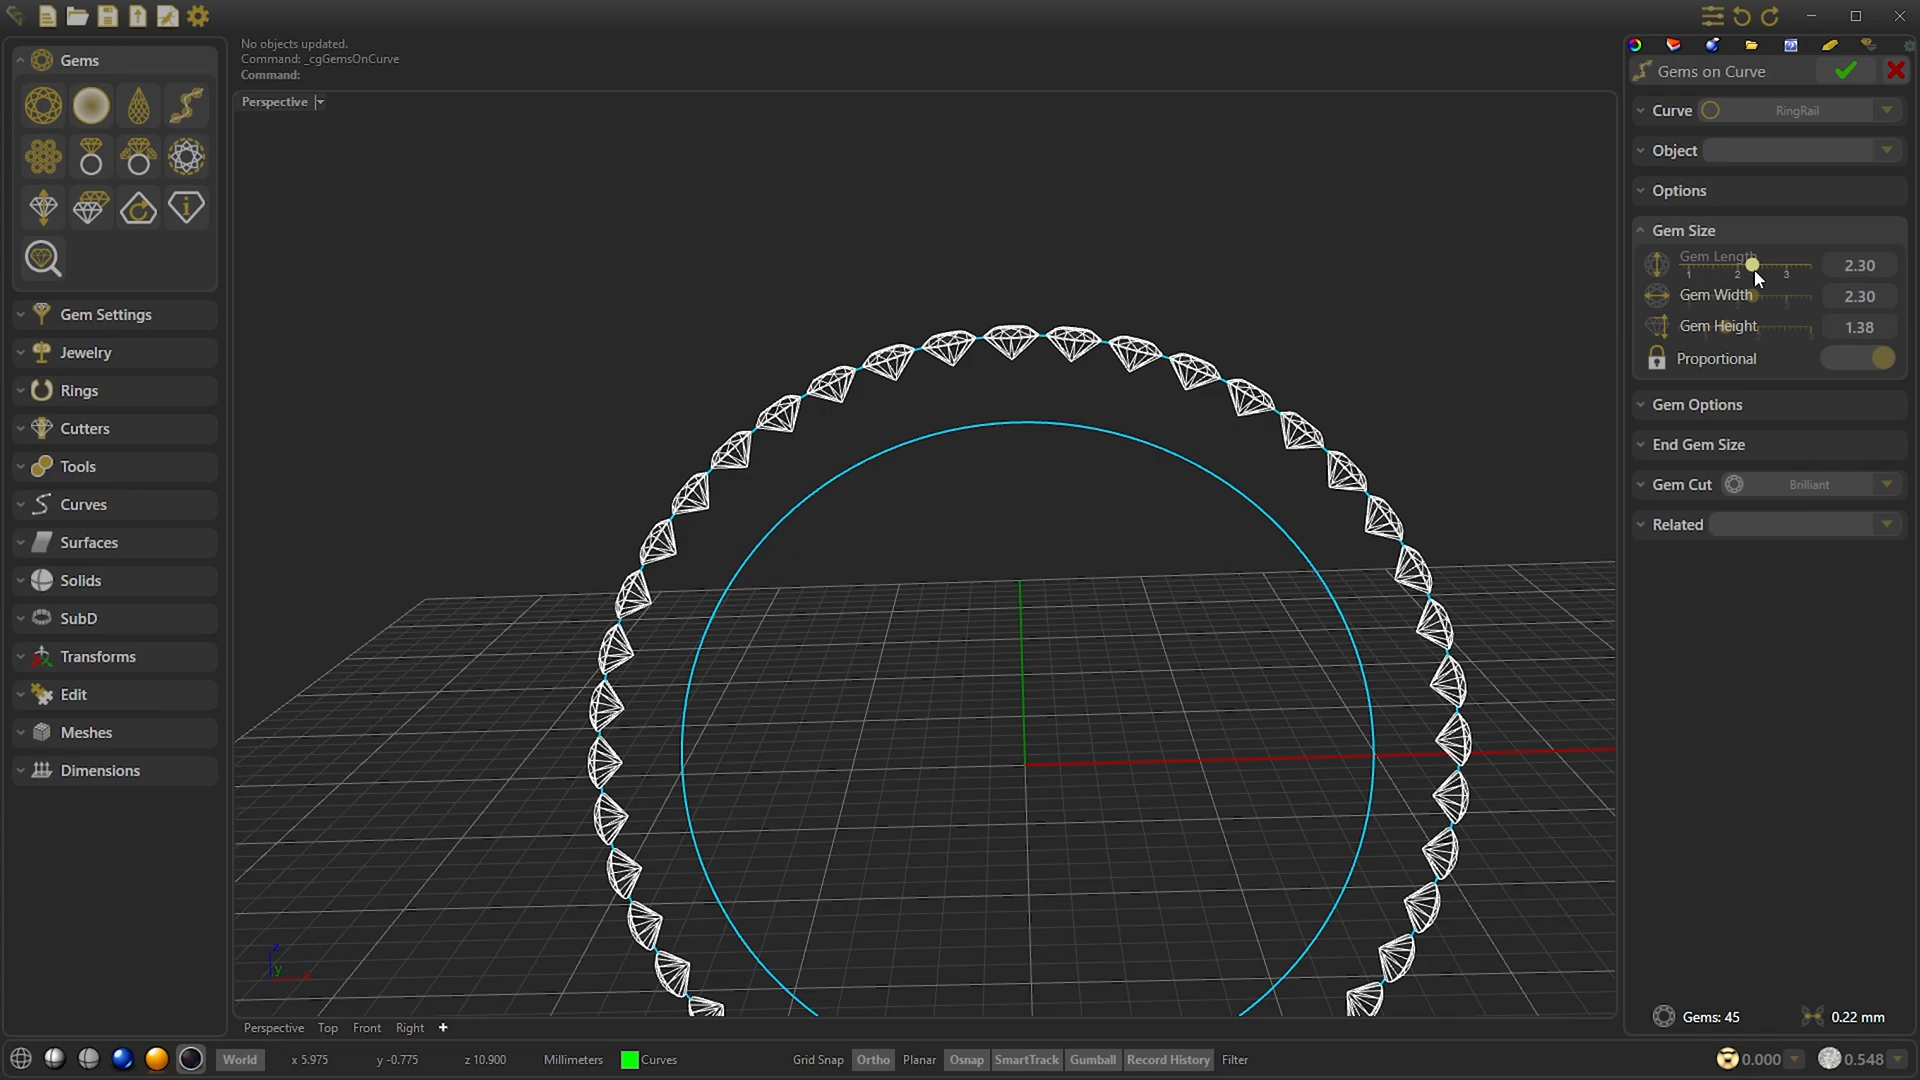 No objects updated.
Command: _cgGemsOnCurve
Command:
Perspective
Gems
Gem Settings
Jewelry
Rings
Cutters
Tools
Curves
Surfaces
Solids
SubD
Transforms
Edit
Meshes
Dimensions
Gems on Curve
Curve RingRail
Object
Options
Gem Size
Gem Length 2.30
1 2 3
Gem Width 2.30
Gem Height 1.38
Proportional
Gem Options
End Gem Size
Gem Cut Brilliant
Related
Gems: 45 0.22 mm
z
y
x
Perspective Top Front Right +
World x 5.975 y -0.775 z 10.900 Millimeters Curves Grid Snap Ortho Planar Osnap SmartTrack Gumball Record History Filter 0.000 0.548